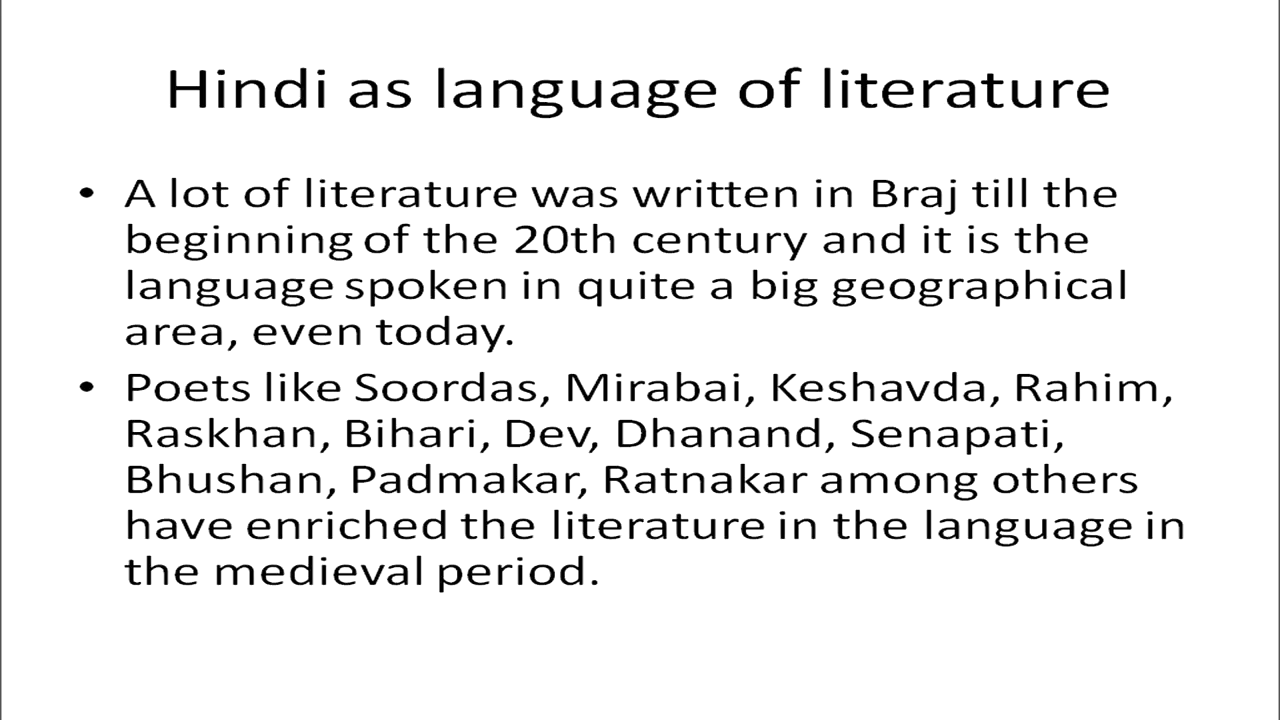 Hindi as language of literature
• A lot of literature was written in Braj till the
beginning of the 20th century and it is the
language spoken in quite a big geographical
area, even today.
• Poets like Soordas, Mirabai, Keshavda, Rahim,
Raskhan, Bihari, Dev, Dhanand, Senapati,
Bhushan, Padmakar, Ratnakar among others
have enriched the literature in the language in
the medieval period.